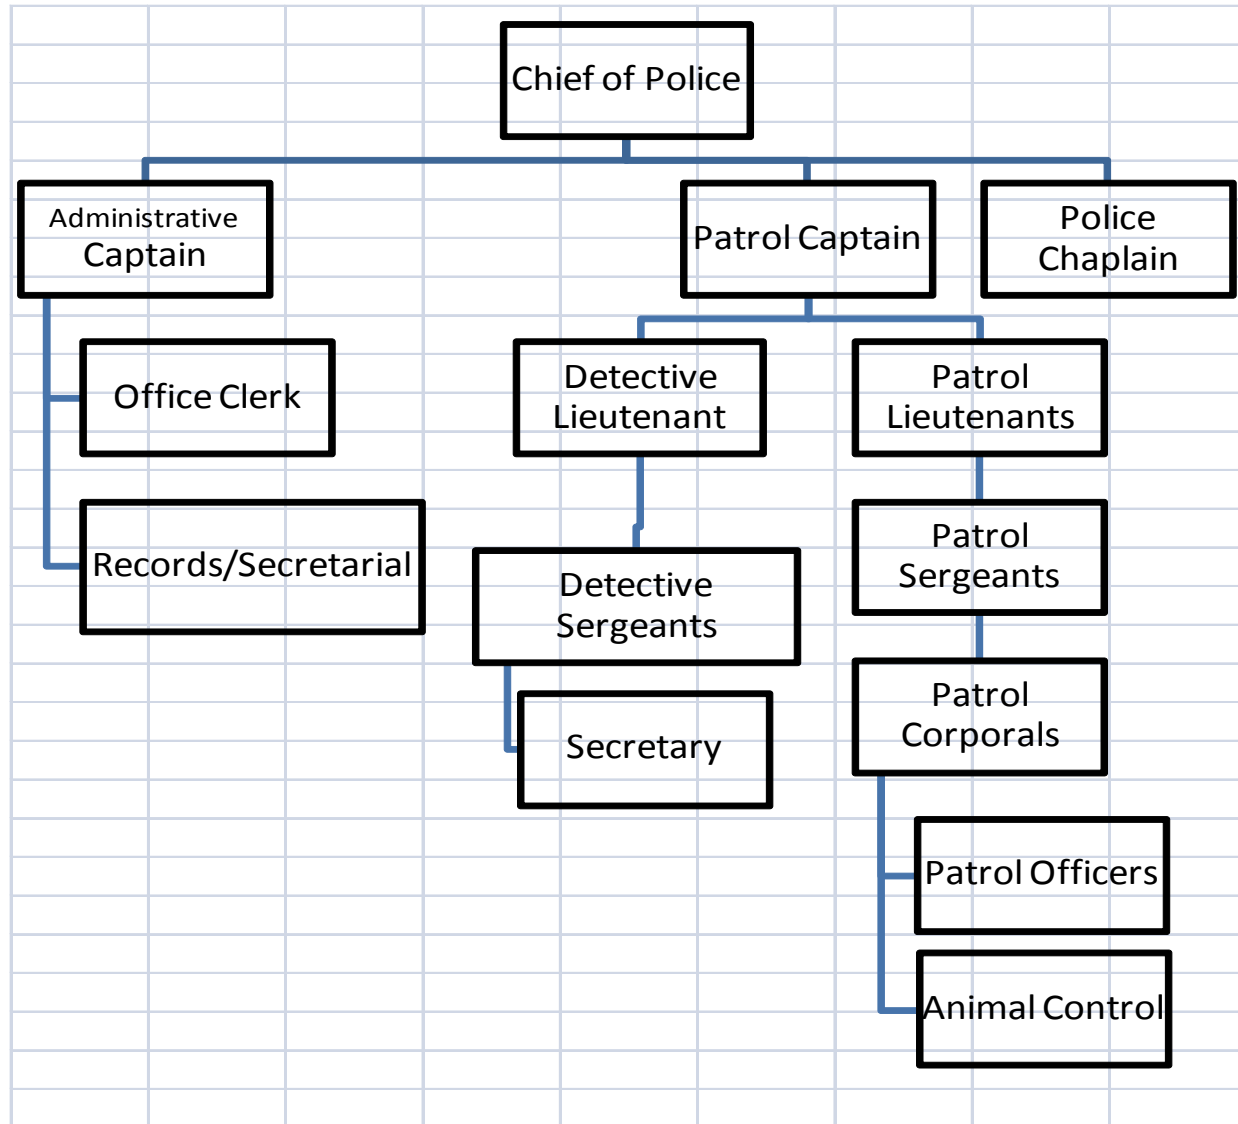 Chief of Police
Administrative
Captain
Patrol Captain
Police
Chaplain
Office Clerk
Detective
Lieutenant
Patrol
Lieutenants
Records/Secretarial
Detective
Sergeants
Patrol
Sergeants
Secretary
Patrol
Corporals
Patrol Officers
Animal Control